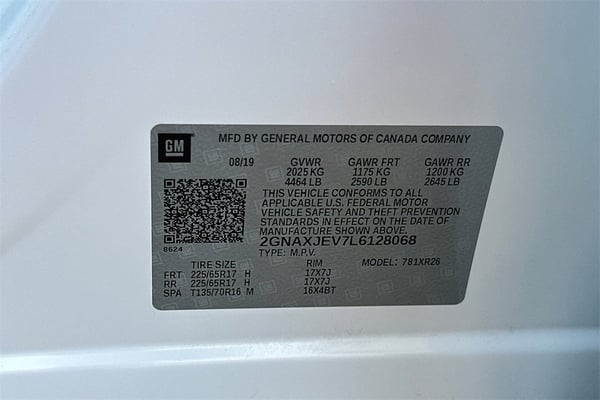 GM
MFD BY GENERAL MOTORS OF CANADA COMPANY
08/19 GVWR GAWR FRT GAWR RR
2025 KG 1175 KG 1200 KG
4464 LB 2590 LB 2645 LB
THIS VEHICLE CONFORMS TO ALL
APPLICABLE U.S. FEDERAL MOTOR
VEHICLE SAFETY AND THEFT PREVENTION
STANDARDS IN EFFECT ON THE DATE OF
MANUFACTURE SHOWN ABOVE.
2GNAXJEV7L6128068
8624
TYPE: M.P.V.
TIRE SIZE RIM MODEL: 781XR26
FRT 225/65R17 H 17X7J
RR 225/65R17 H 17X7J
SPA T135/70R16 M 16X4BT